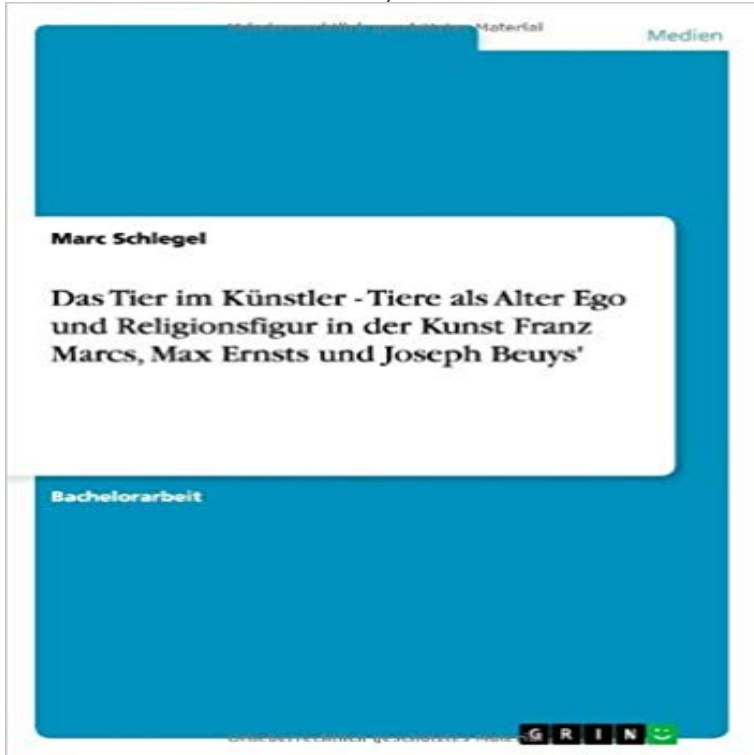 Material
Medien
Marc Schlegel
Das Tier im Künstler - Tiere als Alter Ego
und Religionsfigur in der Kunst Franz
Marcs, Max Ernsts und Joseph Beuys'
Bachelorarbeit
G R I N